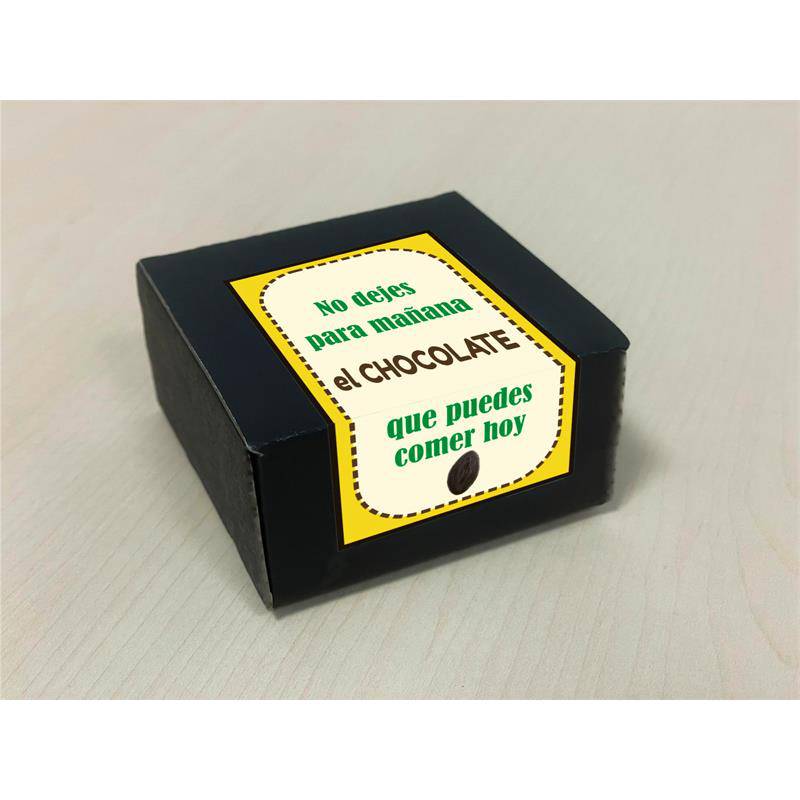 No dejes
para mañana
el CHOCOLATE
que puedes
comer hoy